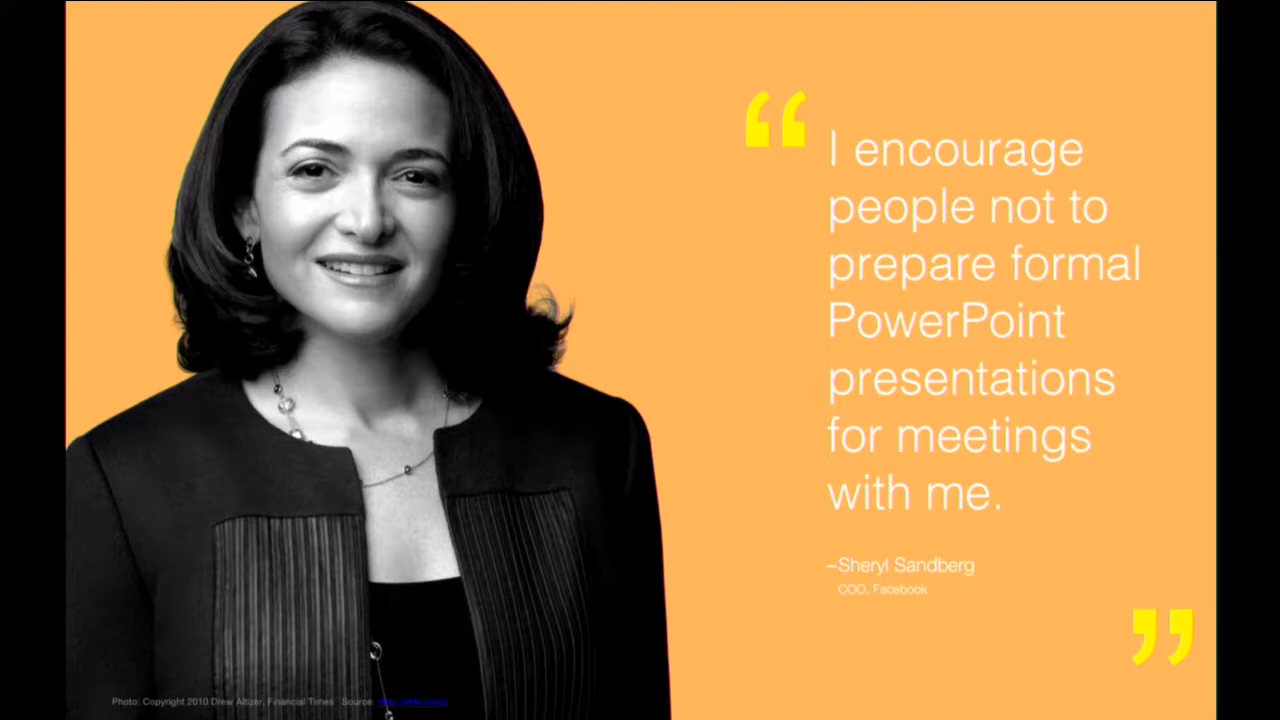 “ I encourage
people not to
prepare formal
PowerPoint
presentations
for meetings
with me.
–Sheryl Sandberg
COO, Facebook
”
Photo: Copyright 2010 Drew Altizer, Financial Times Source: